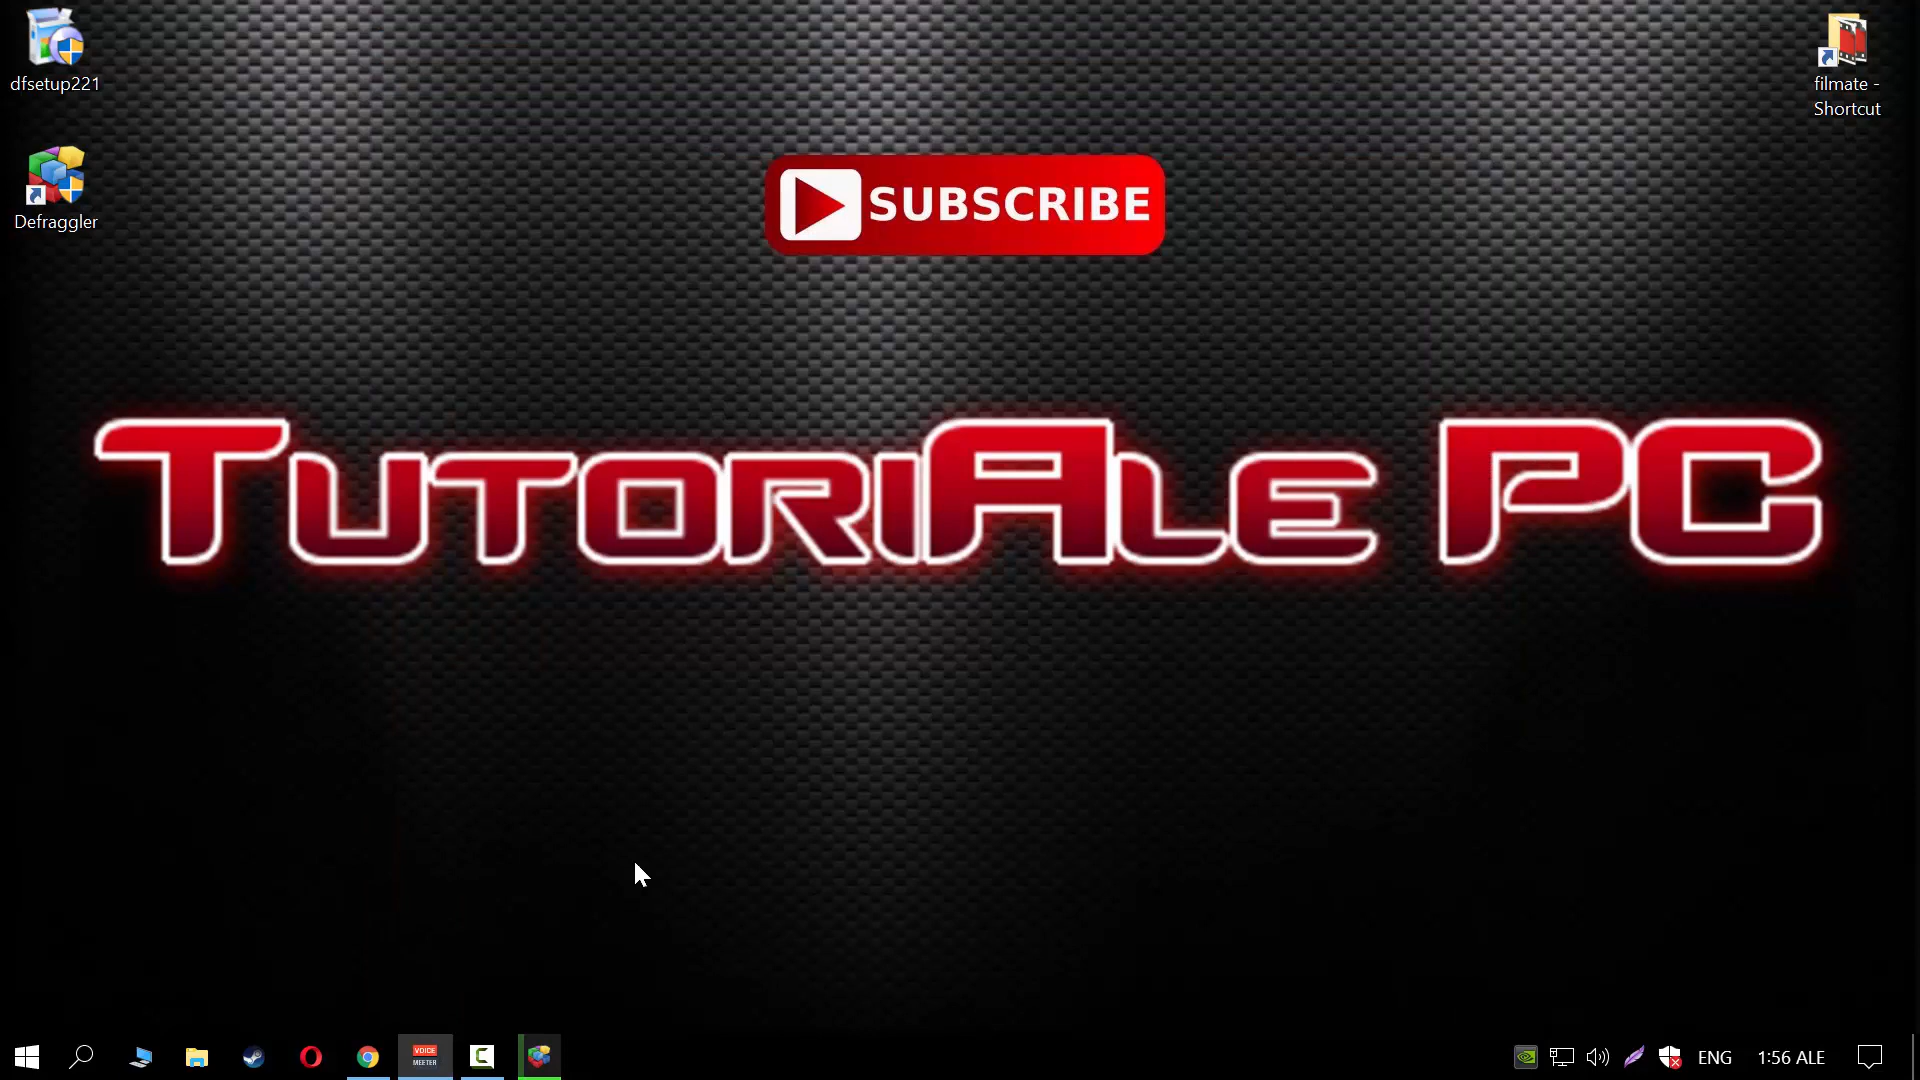 dfsetup221
filmate -
Shortcut
SUBSCRIBE
Defraggler
TutoriAle PC
VOICE
MEETER
ENG
1:56 ALE